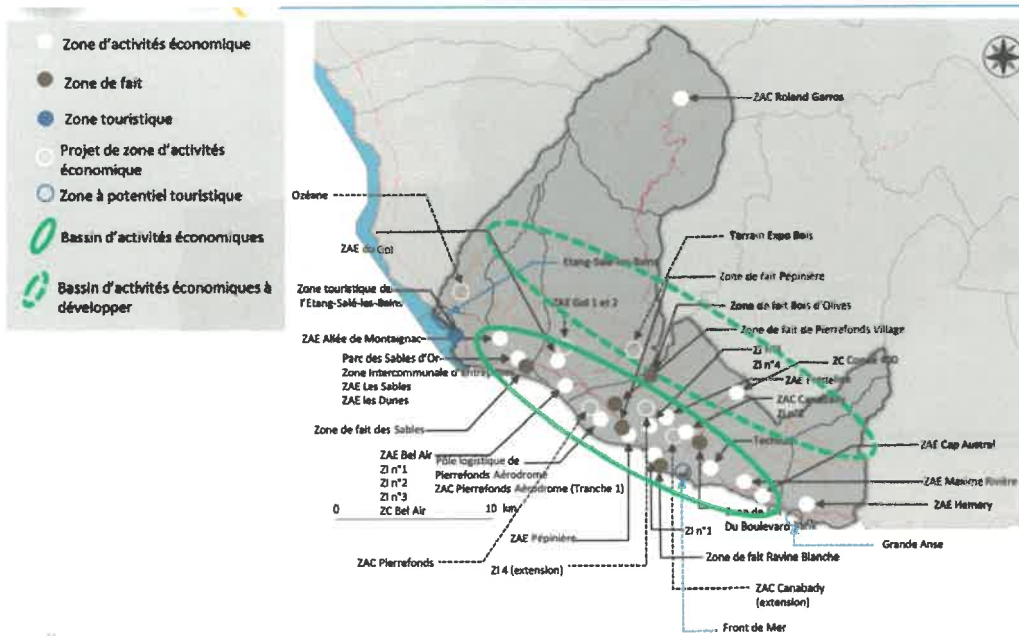 Zone d'activités économique
Zone de fait
Zone touristique
Projet de zone d'activités
économique
Zone à potentiel touristique
Bassin d'activités économiques
Bassin d'activités économiques à
développer
ZAC Roland Garros
Ozéane
ZAE du Gol
Terrain Expo Bois
Etang-Salé-les-Bains
Zone de fait Pépinière
Zone touristique de
l'Etang-Salé-les-Bains
ZAE Gol 1 et 2
Zone de fait Bois d'Olives
Zone de fait de Pierrefonds Village
ZAE Allée de Montaignac
ZI n°4
ZC
Parc des Sables d'Or
Zone Intercommunale
ZAE
ZAE Les Sables
ZAE les Dunes
ZAC Canabady
Zone de fait des Sables
ZAE Cap Austral
ZAE Bel Air
ZI n°1
ZI n°2
ZI n°3
ZC Bel Air
Pôle logistique de
Pierrefonds Aérodrome
ZAC Pierrefonds Aérodrome (Tranche 1)
ZAE Maxime Rivière
ZAE Hemery
0 10 km
Du Boulevard
ZAE Pépinière
ZI n°1
Grande Anse
ZAC Pierrefonds
ZI 4 (extension)
Zone de fait Ravine Blanche
ZAC Canabady
(extension)
Front de Mer